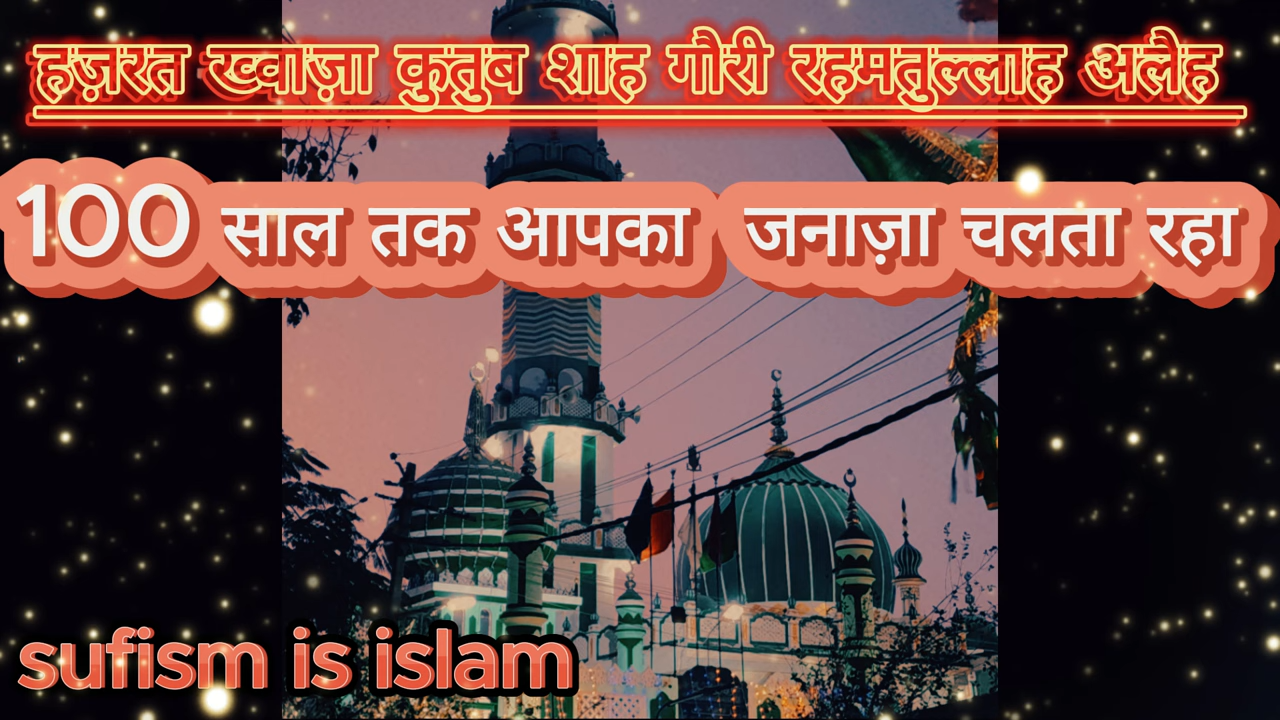 हज़रत ख्वाज़ा कुतुब शाह गौरी रहमतुल्लाह अलैह
100 साल तक आपका जनाज़ा चलता रहा
sufism is islam